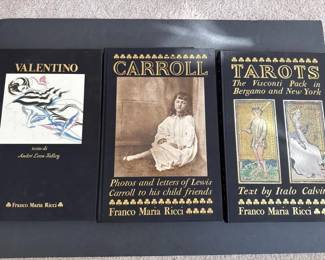 VALENTINO
testo di
André Leon Talley
Franco Maria Ricci
CARROLL
Photos and letters of Lewis
Carroll to his child friends
Franco Maria Ricci
TAROTS
The Visconti Pack in
Bergamo and New York
Text by Italo Calvin
Franco Maria Ricci